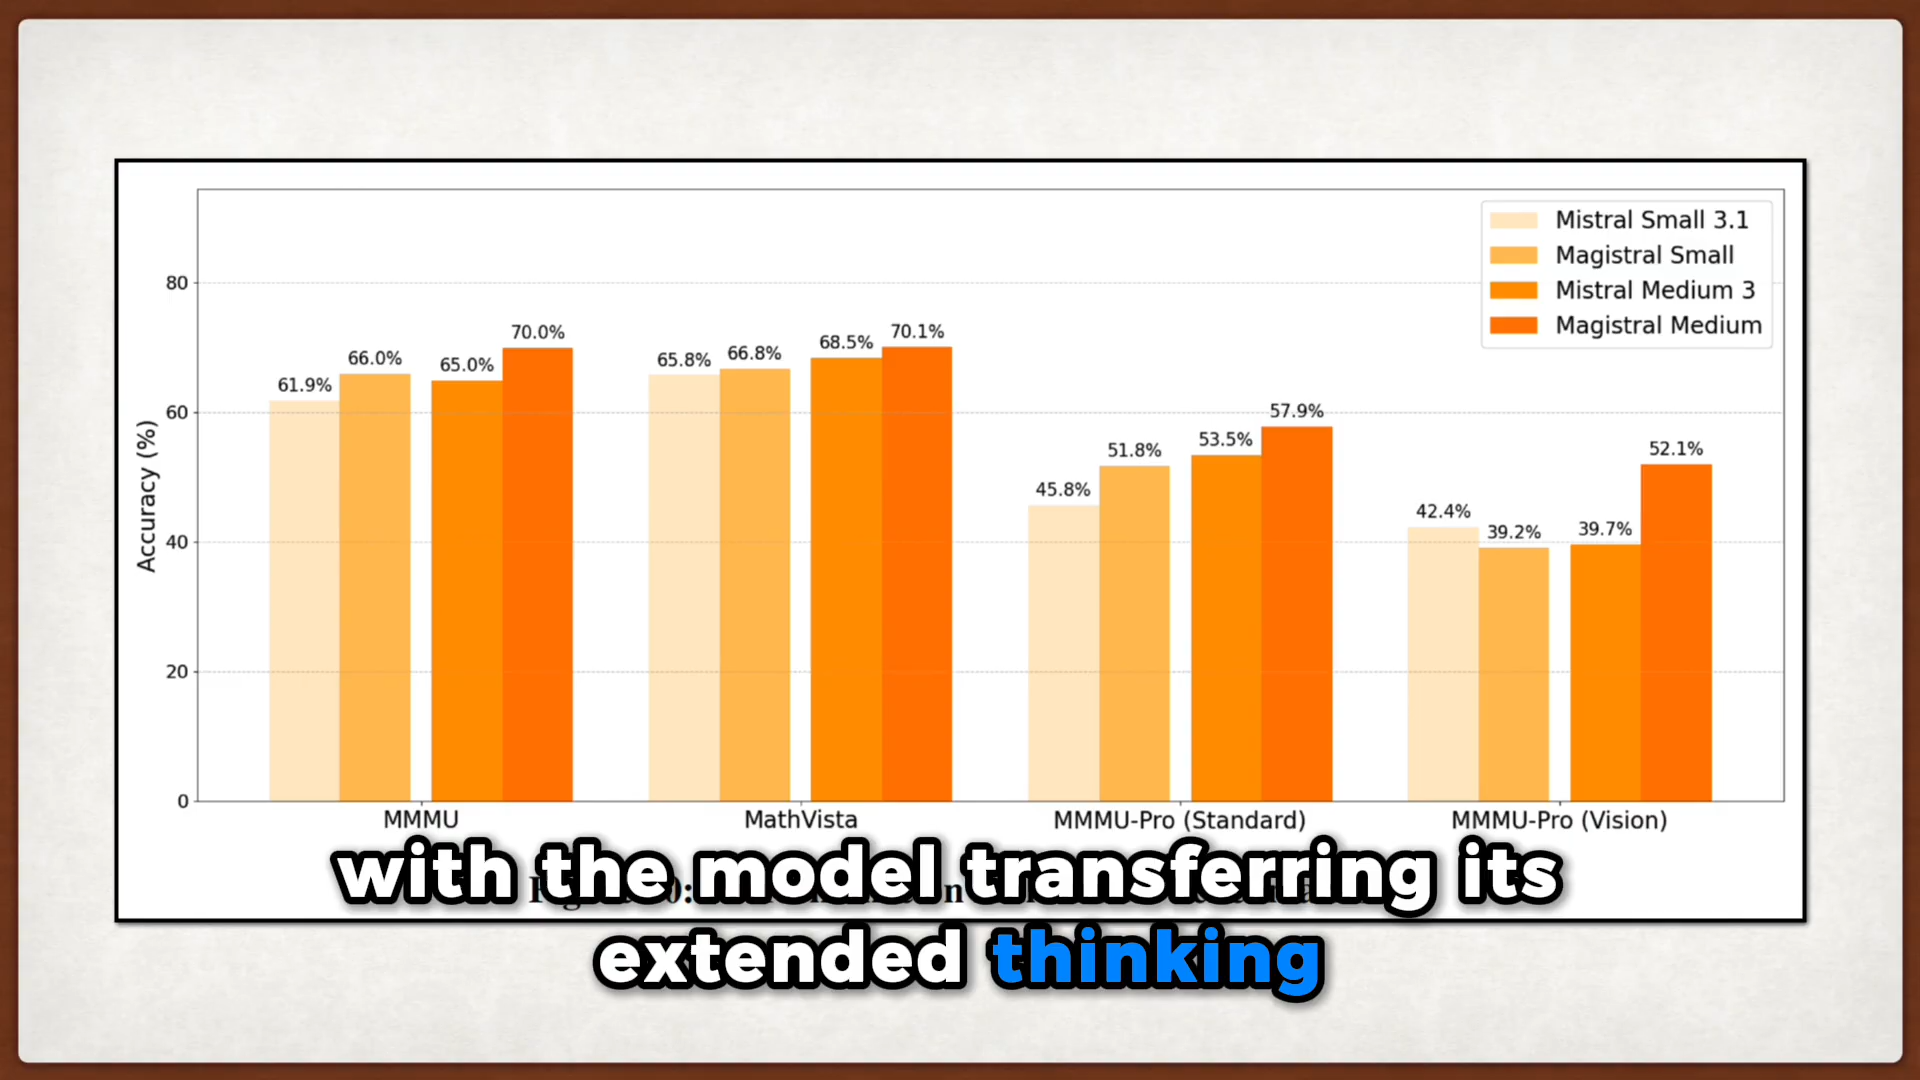 Mistral Small 3.1
Magistral Small
Mistral Medium 3
Magistral Medium
80
60
40
20
0
Accuracy (%)
61.9%
66.0%
65.0%
70.0%
65.8%
66.8%
68.5%
70.1%
45.8%
51.8%
53.5%
57.9%
42.4%
39.2%
39.7%
52.1%
MMMU
MathVista
MMMU-Pro (Standard)
MMMU-Pro (Vision)
with the model transferring its
extended thinking